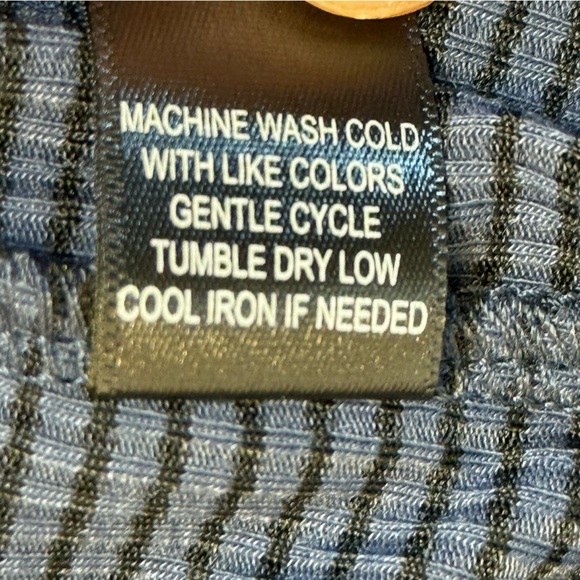 MACHINE WASH COLD
WITH LIKE COLORS
GENTLE CYCLE
TUMBLE DRY LOW
COOL IRON IF NEEDED